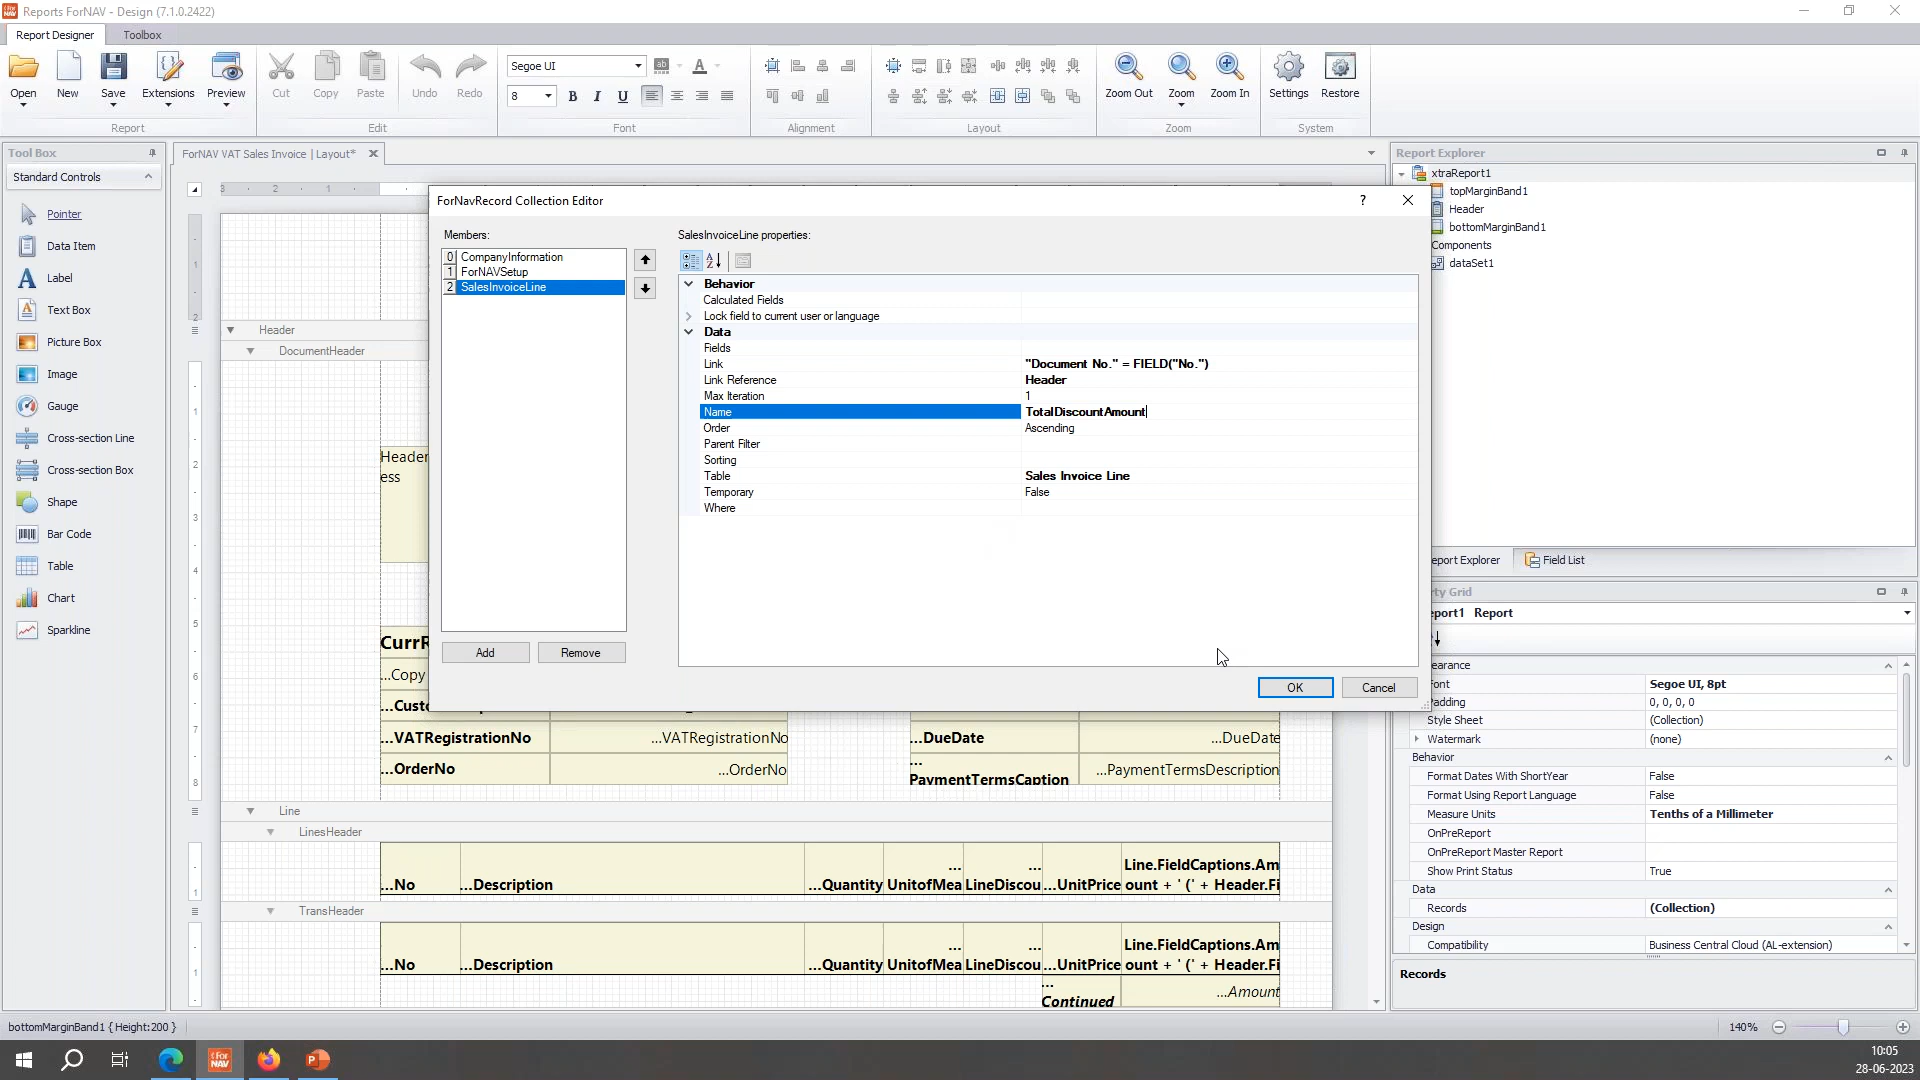 Reports ForNAV - Design (7.1.0.2422)
Report Designer
Toolbox
Open
New
Save
Extensions
Preview
Cut
Copy
Paste
Undo
Redo
Segoe UI
8
B
I
U
Zoom Out
Zoom
Zoom In
Settings
Restore
Report
Edit
Font
Alignment
Layout
Zoom
System
Tool Box
Standard Controls
Pointer
Data Item
Label
Text Box
Picture Box
Image
Gauge
Cross-section Line
Cross-section Box
Shape
Bar Code
Table
Chart
Sparkline
ForNAV VAT Sales Invoice | Layout*
Header
DocumentHeader
Header
ess
CurrR
...Copy
...Custo
...VATRegistrationNo
...VATRegistrationNo
...OrderNo
...OrderNo
...DueDate
...DueDate
...
PaymentTermsCaption
...PaymentTermsDescription
Line
LinesHeader
...No
...Description
...Quantity
...
UnitofMea
...
LineDiscou
...UnitPrice
Line.FieldCaptions.Am
ount + ' (' + Header.Fi
TransHeader
...No
...Description
...Quantity
...
UnitofMea
...
LineDiscou
...UnitPrice
Line.FieldCaptions.Am
ount + ' (' + Header.Fi
...
Continued
...Amount
ForNavRecord Collection Editor
?
Members:
0 CompanyInformation
1 ForNAVSetup
2 SalesInvoiceLine
Add
Remove
SalesInvoiceLine properties:
Behavior
Calculated Fields
Lock field to current user or language
Data
Fields
Link "Document No." = FIELD("No.")
Link Reference Header
Max Iteration 1
Name TotalDiscountAmount
Order Ascending
Parent Filter
Sorting
Table Sales Invoice Line
Temporary False
Where
OK
Cancel
Report Explorer
xtraReport1
topMarginBand1
Header
bottomMarginBand1
Components
dataSet1
eport Explorer
Field List
rty Grid
eport1 Report
earance
Font Segoe UI, 8pt
Padding 0, 0, 0, 0
Style Sheet (Collection)
Watermark (none)
Behavior
Format Dates With ShortYear False
Format Using Report Language False
Measure Units Tenths of a Millimeter
OnPreReport
OnPreReport Master Report
Show Print Status True
Data
Records (Collection)
Design
Compatibility Business Central Cloud (AL-extension)
Records
bottomMarginBand1 { Height:200 }
140%
10:05
28-06-2023